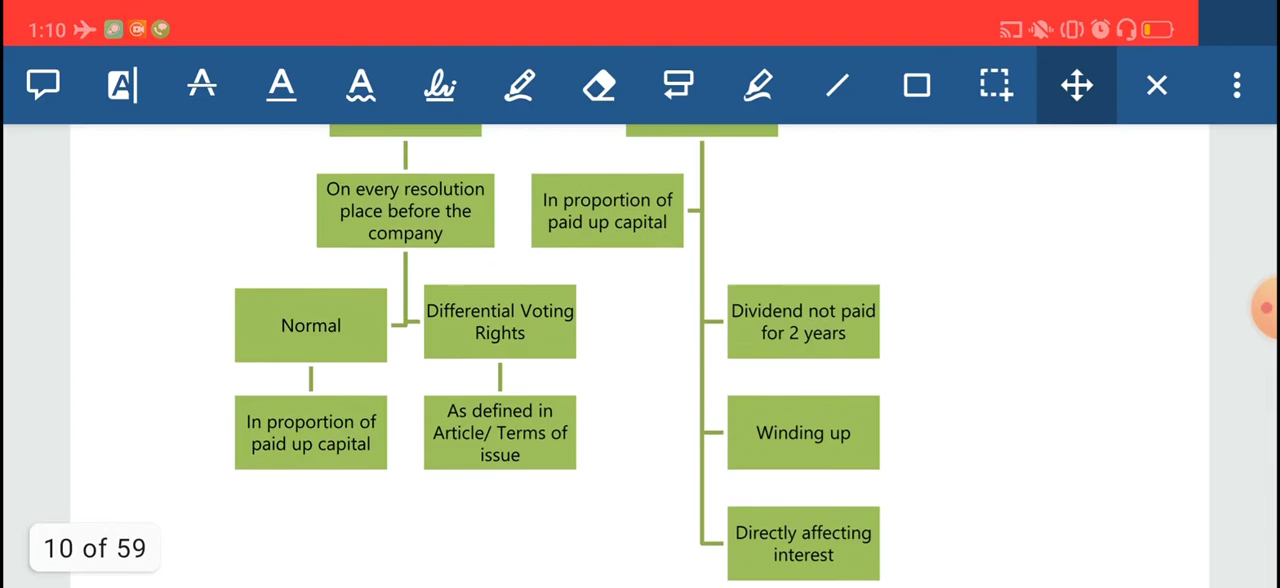 1:10
On every resolution
place before the
company
In proportion of
paid up capital
Normal
Differential Voting
Rights
Dividend not paid
for 2 years
In proportion of
paid up capital
As defined in
Article/ Terms of
issue
Winding up
Directly affecting
interest
10 of 59